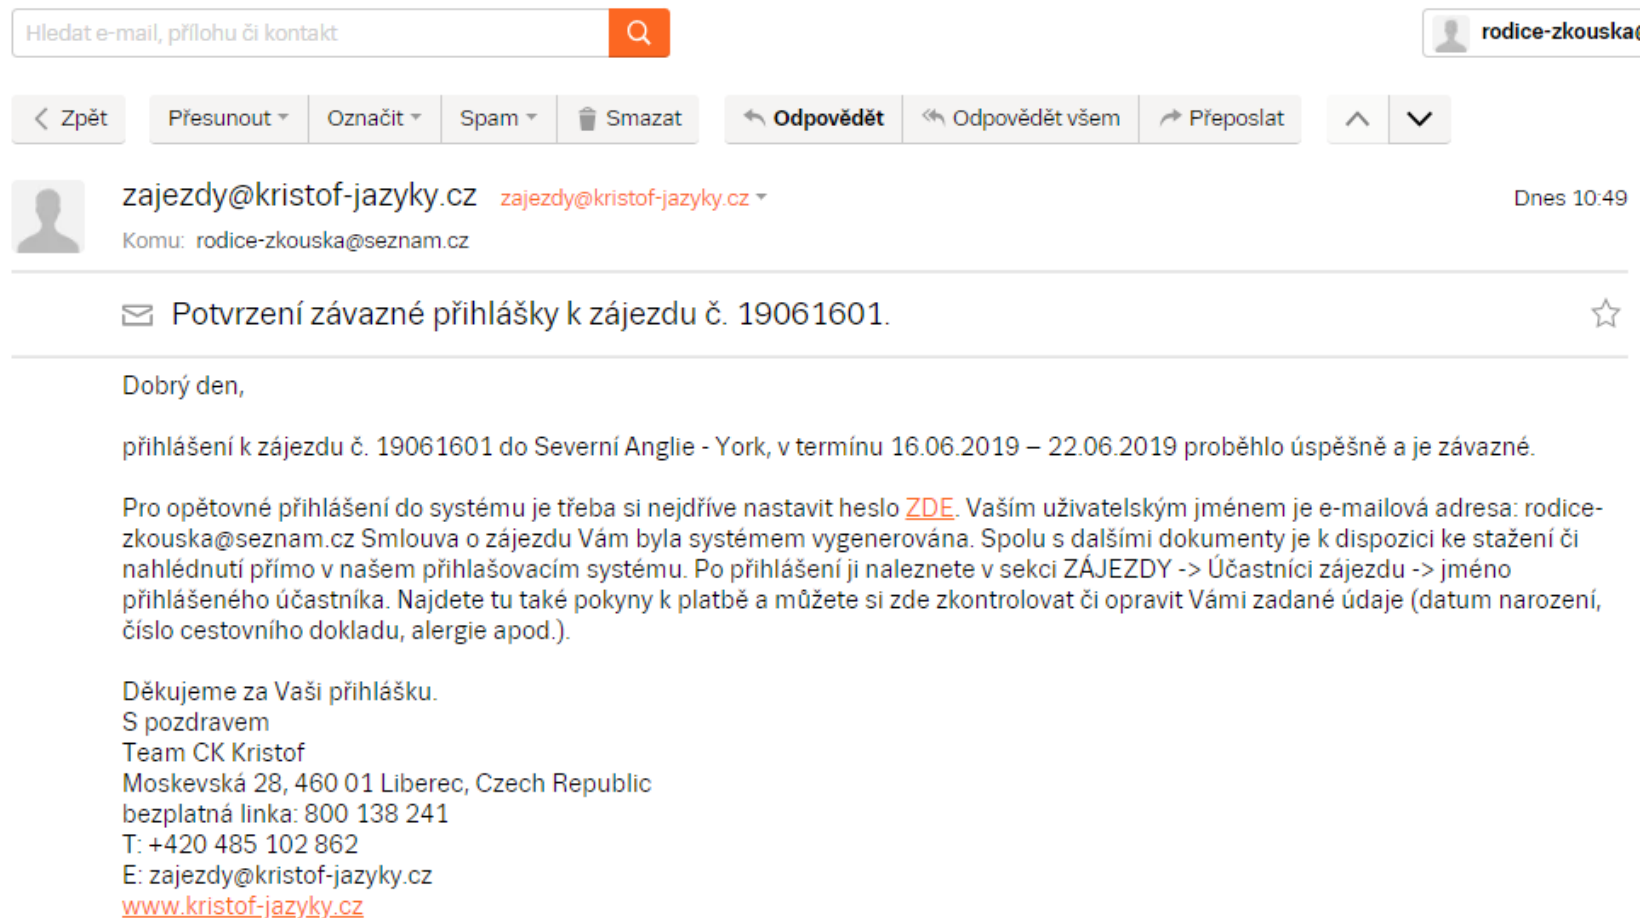 Hledat e-mail, přílohu či kontakt
rodice-zkouska@
Zpět Přesunout Označit Spam Smazat Odpovědět Odpovědět všem Přeposlat
zajezdy@kristof-jazyky.cz zajezdy@kristof-jazyky.cz Dnes 10:49
Komu: rodice-zkouska@seznam.cz
Potvrzení závazné přihlášky k zájezdu č. 19061601.
Dobrý den,
přihlášení k zájezdu č. 19061601 do Severní Anglie - York, v termínu 16.06.2019 – 22.06.2019 proběhlo úspěšně a je závazné.
Pro opětovné přihlášení do systému je třeba si nejdříve nastavit heslo ZDE. Vaším uživatelským jménem je e-mailová adresa: rodice-
zkouska@seznam.cz Smlouva o zájezdu Vám byla systémem vygenerována. Spolu s dalšími dokumenty je k dispozici ke stažení či
nahlédnutí přímo v našem přihlašovacím systému. Po přihlášení ji naleznete v sekci ZÁJEZDY -> Účastníci zájezdu -> jméno
přihlášeného účastníka. Najdete tu také pokyny k platbě a můžete si zde zkontrolovat či opravit Vámi zadané údaje (datum narození,
číslo cestovního dokladu, alergie apod.).
Děkujeme za Vaši přihlášku.
S pozdravem
Team CK Kristof
Moskevská 28, 460 01 Liberec, Czech Republic
bezplatná linka: 800 138 241
T: +420 485 102 862
E: zajezdy@kristof-jazyky.cz
www.kristof-jazyky.cz